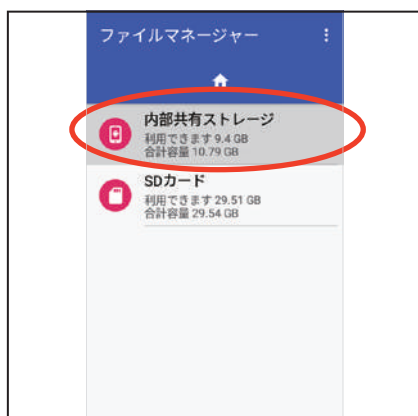 ファイルマネージャー
内部共有ストレージ
利用できます 9.4 GB
合計容量 10.79 GB
SDカード
利用できます 29.51 GB
合計容量 29.54 GB